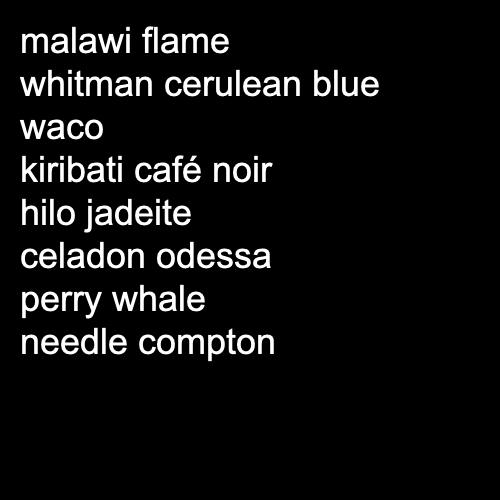 malawi flame
whitman cerulean blue
waco
kiribati café noir
hilo jadeite
celadon odessa
perry whale
needle compton